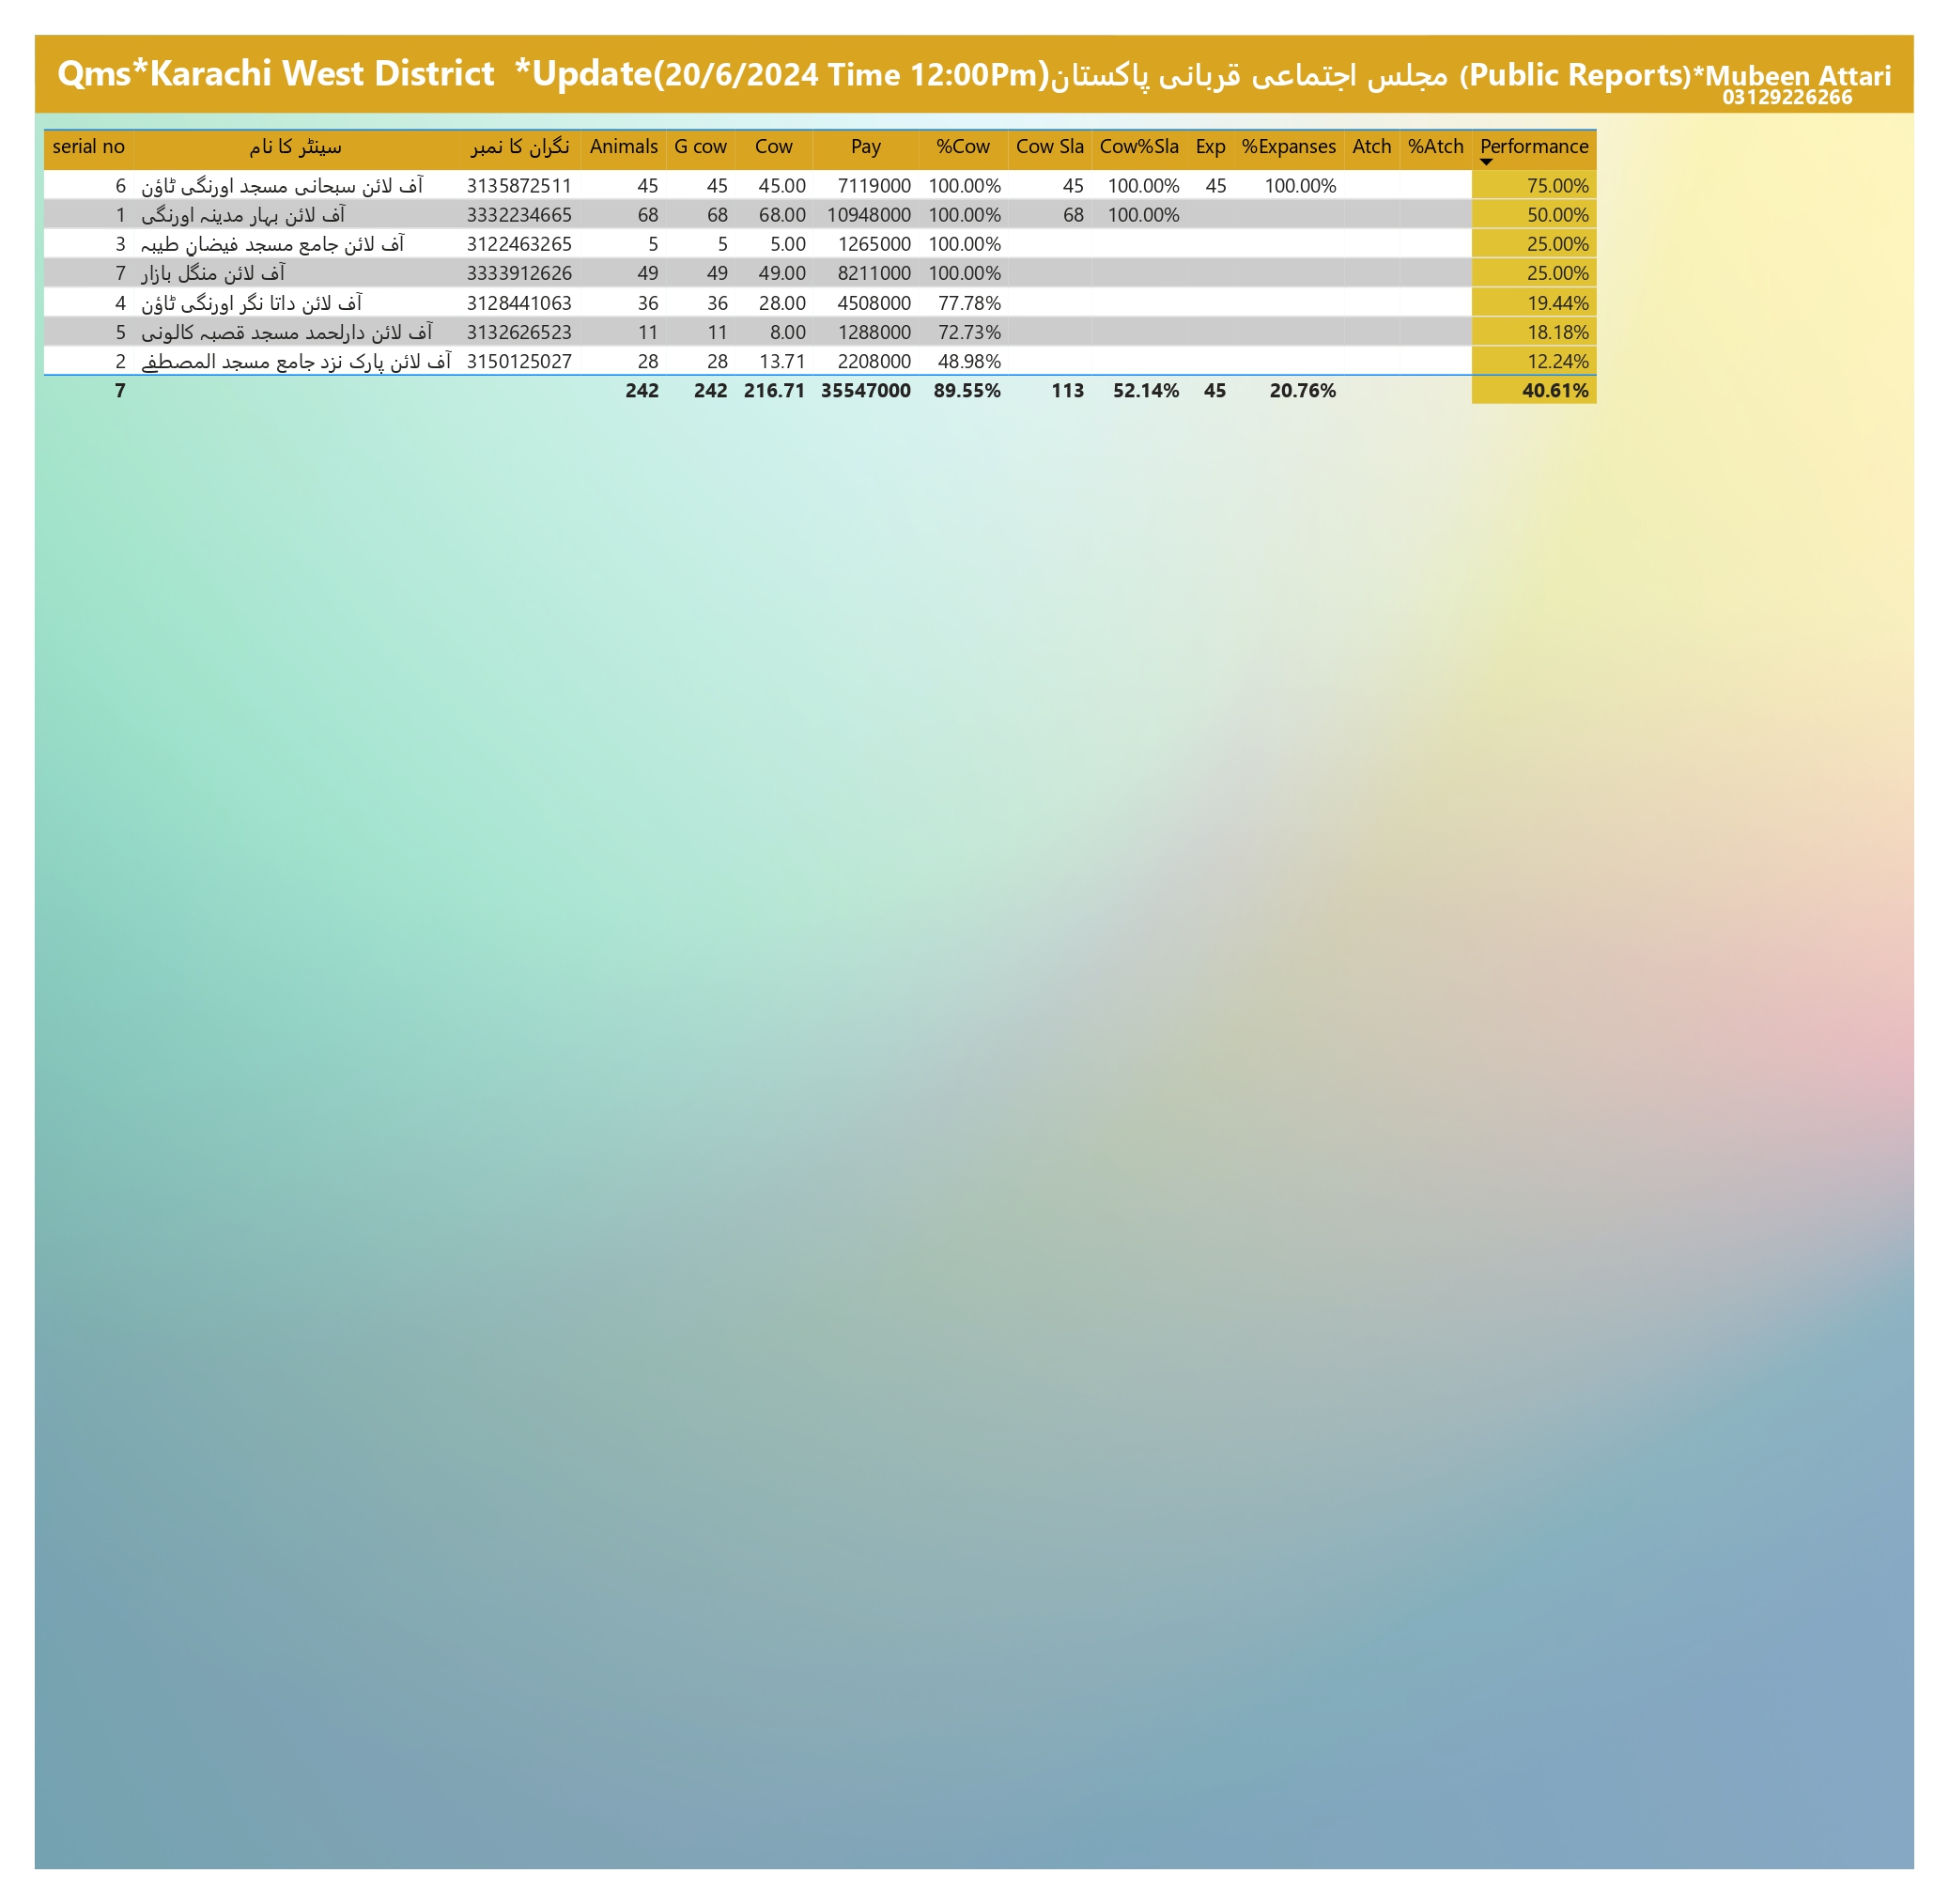 Qms*Karachi West District *Update(20/6/2024 Time 12:00Pm)مجلس اجتماعی قربانی پاکستان (Public Reports)*Mubeen Attari
03129226266
serial no سینٹر کا نام نگران کا نمبر Animals G cow Cow Pay %Cow Cow Sla Cow%Sla Exp %Expanses Atch %Atch Performance
6 آف لائن سبحانی مسجد اورنگی ٹاؤن 3135872511 45 45 45.00 7119000 100.00% 45 100.00% 45 100.00% 75.00%
1 آف لائن بہار مدینہ اورنگی 3332234665 68 68 68.00 10948000 100.00% 68 100.00% 50.00%
3 آف لائن جامع مسجد فیضانِ طیبہ 3122463265 5 5 5.00 1265000 100.00% 25.00%
7 آف لائن منگل بازار 3333912626 49 49 49.00 8211000 100.00% 25.00%
4 آف لائن داتا نگر اورنگی ٹاؤن 3128441063 36 36 28.00 4508000 77.78% 19.44%
5 آف لائن دارلحمد مسجد قصبہ کالونی 3132626523 11 11 8.00 1288000 72.73% 18.18%
2 آف لائن پارک نزد جامع مسجد المصطفے 3150125027 28 28 13.71 2208000 48.98% 12.24%
7 242 242 216.71 35547000 89.55% 113 52.14% 45 20.76% 40.61%